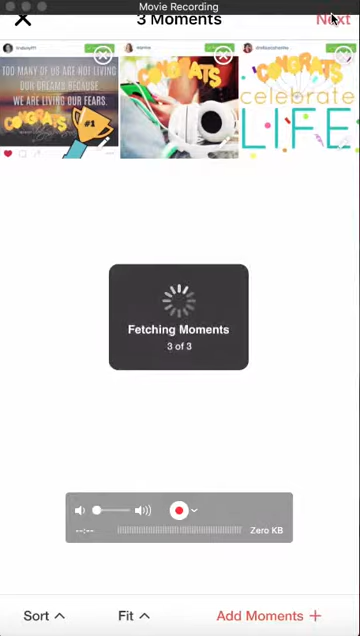 Movie Recording
3 Moments
Next
TOO MANY OF US ARE NOT LIVING
OUR DREAMS BECAUSE
WE ARE LIVING OUR FEARS.
CONGRATS
#1
CONGRATS
CONGRATS
celebrate
LIFE
Fetching Moments
3 of 3
--:--
Zero KB
Sort
Fit
Add Moments +